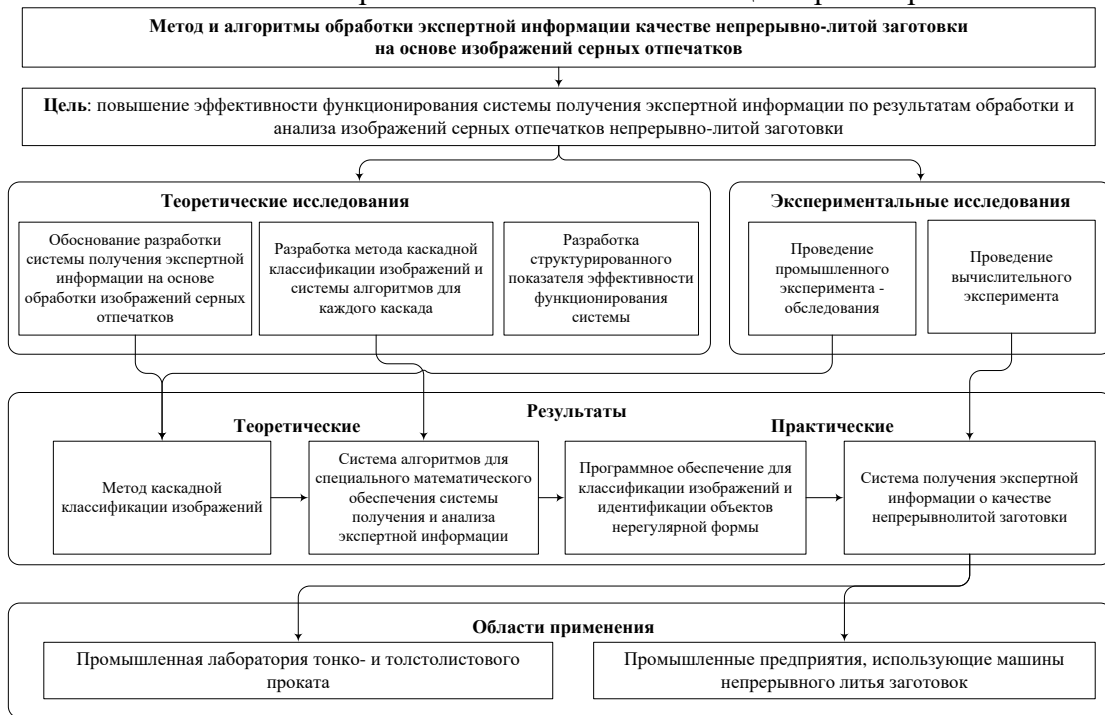 Метод и алгоритмы обработки экспертной информации качестве непрерывно-литой заготовки
на основе изображений серных отпечатков
Цель: повышение эффективности функционирования системы получения экспертной информации по результатам обработки и
анализа изображений серных отпечатков непрерывно-литой заготовки
Теоретические исследования
Обоснование разработки
системы получения экспертной
информации на основе
обработки изображений серных
отпечатков
Разработка метода каскадной
классификации изображений и
системы алгоритмов для
каждого каскада
Разработка
структурированного
показателя эффективности
функционирования
системы
Экспериментальные исследования
Проведение
промышленного
эксперимента -
обследования
Проведение
вычислительного
эксперимента
Результаты
Теоретические
Практические
Метод каскадной
классификации изображений
Система алгоритмов для
специального математического
обеспечения системы
получения и анализа
экспертной информации
Программное обеспечение для
классификации изображений и
идентификации объектов
нерегулярной формы
Система получения экспертной
информации о качестве
непрерывнолитой заготовки
Области применения
Промышленная лаборатория тонко- и толстолистового
проката
Промышленные предприятия, использующие машины
непрерывного литья заготовок